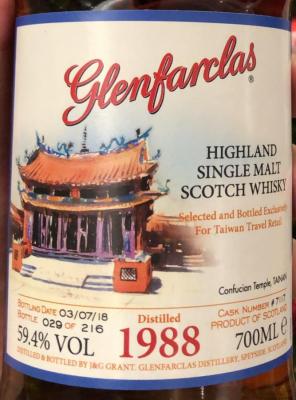 Glenfarclas ®
HIGHLAND
SINGLE MALT
SCOTCH WHISKY
Selected and Bottled Exclusively
For Taiwan Travel Retail
Confucian Temple, TAINAN
BOTTLING DATE 03/07/18
BOTTLE 029 OF 216
59.4% VOL
Distilled
1988
CASK NUMBER #7117
PRODUCT OF SCOTLAND
700ML e
DISTILLED & BOTTLED BY J&G GRANT. GLENFARCLAS DISTILLERY, SPEYSIDE, SCOTLAND